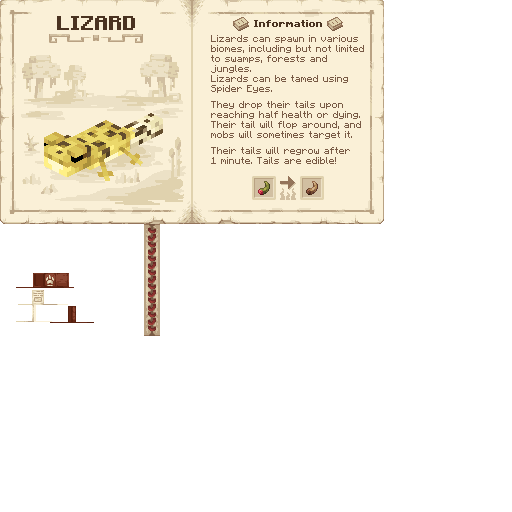 LIZARD
Information
Lizards can spawn in various
biomes, including but not limited
to swamps, forests and
jungles.
Lizards can be tamed using
Spider Eyes.
They drop their tails upon
reaching half health or dying.
Their tail will flop around, and
mobs will sometimes target it.
Their tails will regrow after
1 minute. Tails are edible!